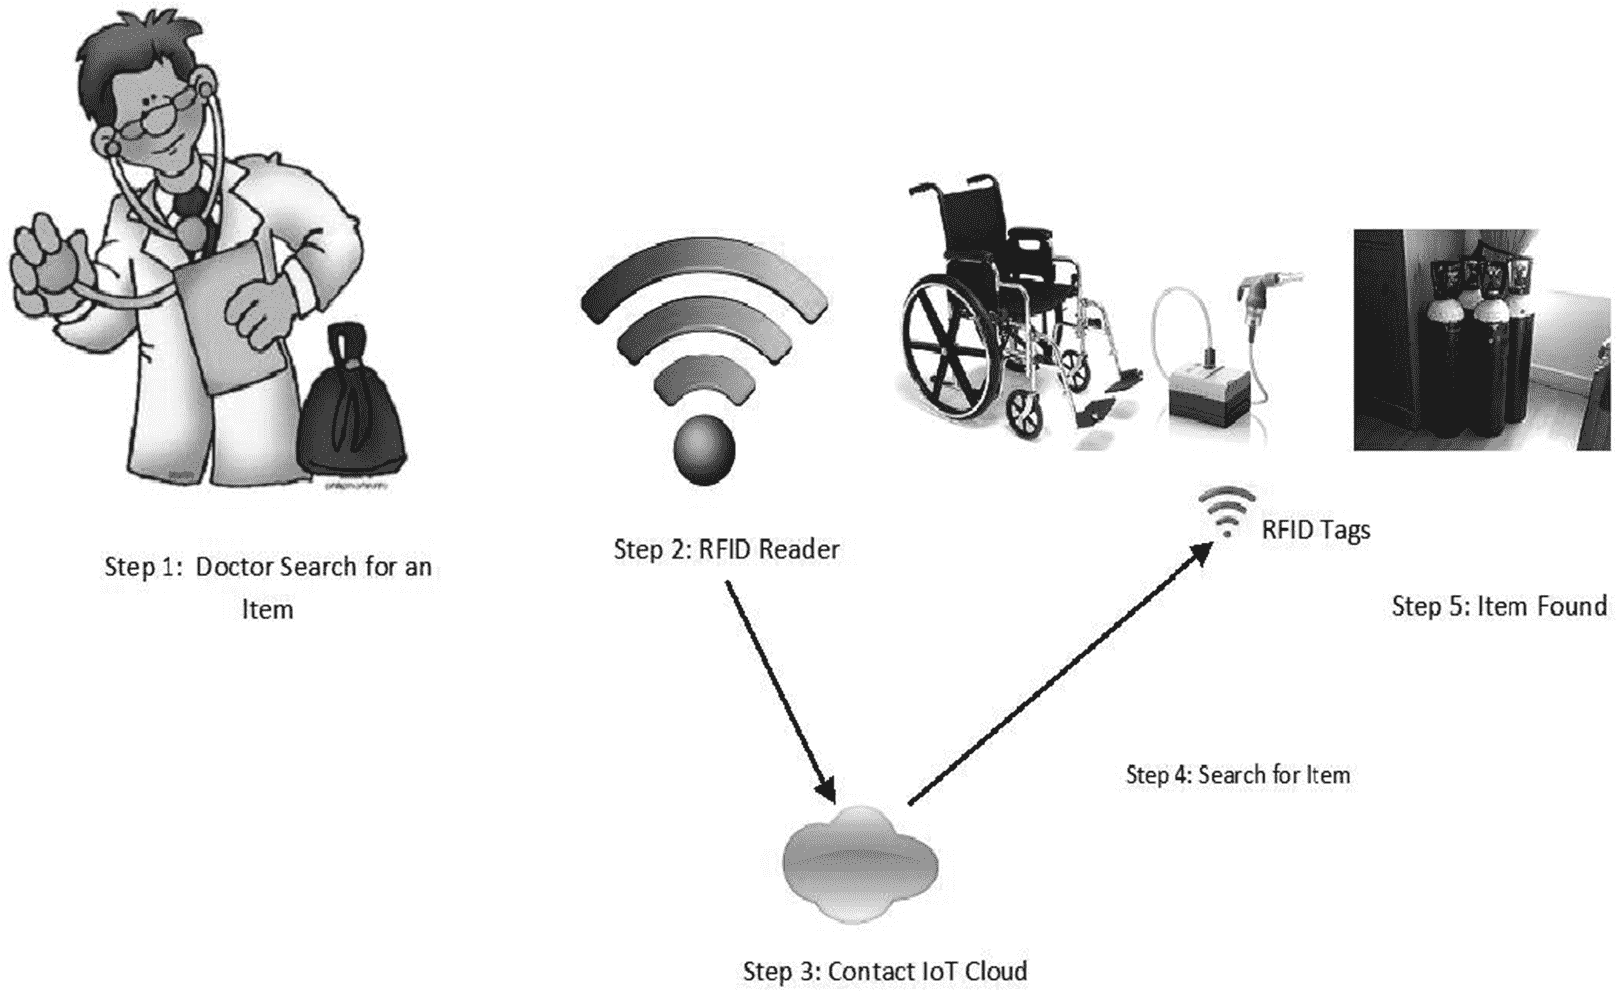 Step 1: Doctor Search for an
Item
Step 2: RFID Reader
RFID Tags
Step 5: Item Found
Step 4: Search for Item
Step 3: Contact IoT Cloud